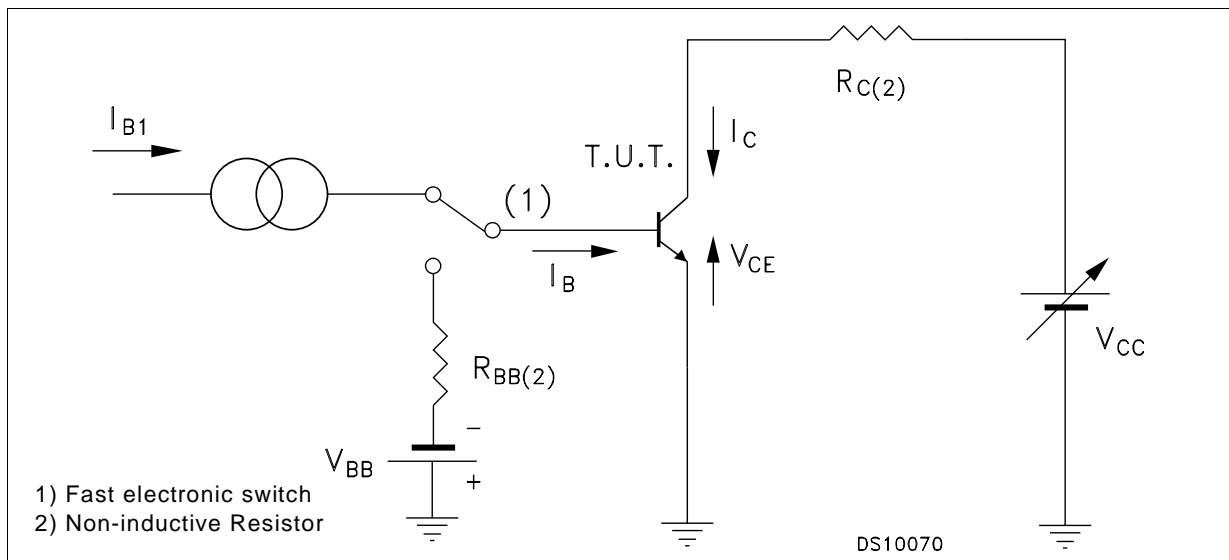 R_C(2)
I_B1
I_C
T.U.T.
(1)
V_CE
I_B
V_CC
R_BB(2)
−
V_BB
+
1) Fast electronic switch
2) Non-inductive Resistor
DS10070